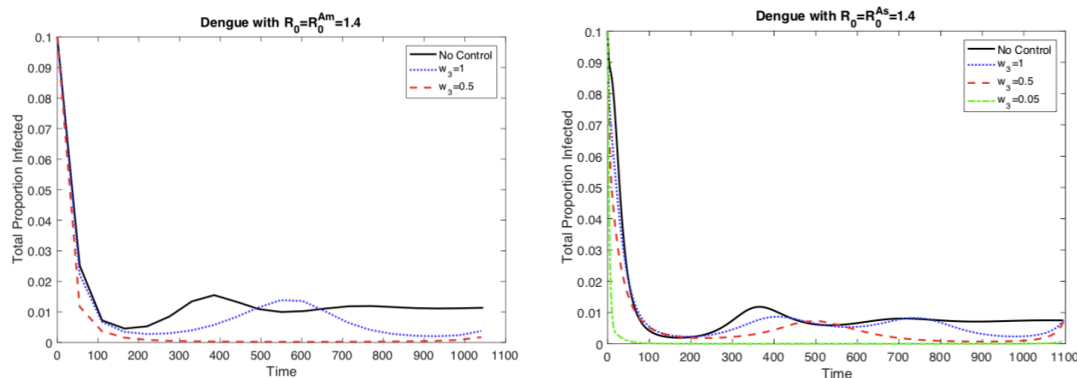 Dengue with R₀=R₀^Am=1.4
Total Proportion Infected
0.1
0.09
0.08
0.07
0.06
0.05
0.04
0.03
0.02
0.01
0
No Control
w₃=1
w₃=0.5
0 100 200 300 400 500 600 700 800 900 1000 1100
Time
Dengue with R₀=R₀^As=1.4
Total Proportion Infected
0.1
0.09
0.08
0.07
0.06
0.05
0.04
0.03
0.02
0.01
0
No Control
w₃=1
w₃=0.5
w₃=0.05
0 100 200 300 400 500 600 700 800 900 1000 1100
Time